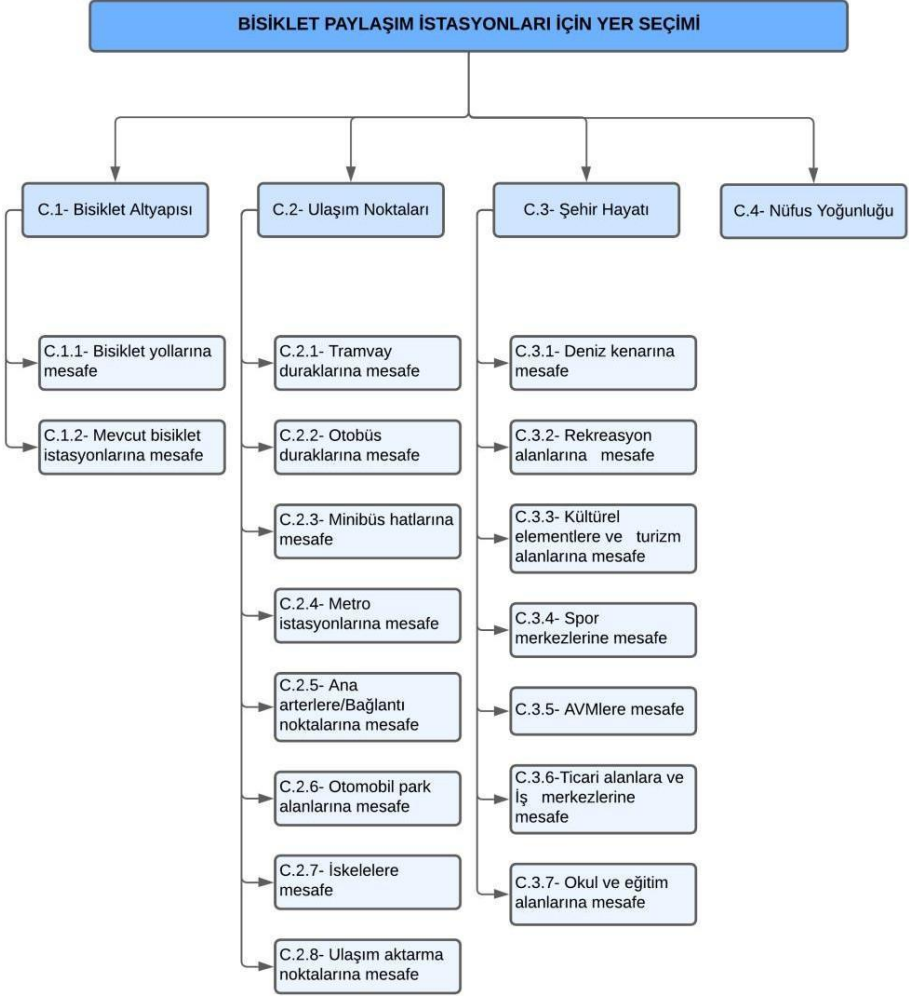 BİSİKLET PAYLAŞIM İSTASYONLARI İÇİN YER SEÇİMİ
C.1- Bisiklet Altyapısı
C.2- Ulaşım Noktaları
C.3- Şehir Hayatı
C.4- Nüfus Yoğunluğu
C.1.1- Bisiklet yollarına
mesafe
C.1.2- Mevcut bisiklet
istasyonlarına mesafe
C.2.1- Tramvay
duraklarına mesafe
C.2.2- Otobüs
duraklarına mesafe
C.2.3- Minibüs hatlarına
mesafe
C.2.4- Metro
istasyonlarına mesafe
C.2.5- Ana
arterlere/Bağlantı
noktalarına mesafe
C.2.6- Otomobil park
alanlarına mesafe
C.2.7- İskelelere
mesafe
C.2.8- Ulaşım aktarma
noktalarına mesafe
C.3.1- Deniz kenarına
mesafe
C.3.2- Rekreasyon
alanlarına mesafe
C.3.3- Kültürel
elementlere ve turizm
alanlarına mesafe
C.3.4- Spor
merkezlerine mesafe
C.3.5- AVMlere mesafe
C.3.6-Ticari alanlara ve
İş merkezlerine
mesafe
C.3.7- Okul ve eğitim
alanlarına mesafe